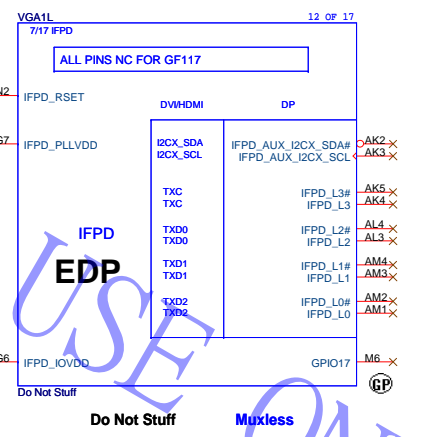 VGA1L 12 OF 17
7/17 IFPD
ALL PINS NC FOR GF117
IFPD_RSET
DVI/HDMI DP
IFPD_PLLVDD I2CX_SDA IFPD_AUX_I2CX_SDA# AK2
I2CX_SCL IFPD_AUX_I2CX_SCL AK3
TXC IFPD_L3# AK5
TXC IFPD_L3 AK4
TXD0 IFPD_L2# AL4
IFPD TXD0 IFPD_L2 AL3
EDP TXD1 IFPD_L1# AM4
TXD1 IFPD_L1 AM3
TXD2 IFPD_L0# AM2
TXD2 IFPD_L0 AM1
IFPD_IOVDD GPIO17 M6
GP
Do Not Stuff
Do Not Stuff Muxless
USE